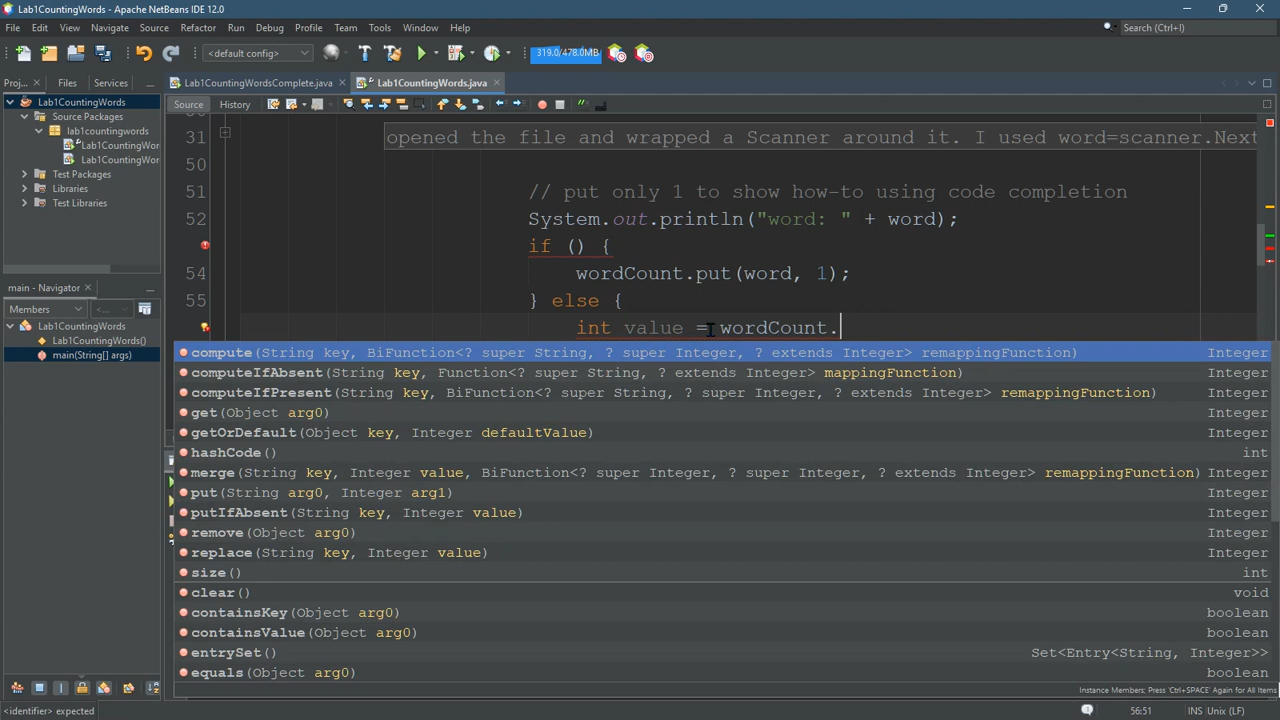 Lab1CountingWords - Apache NetBeans IDE 12.0
File Edit View Navigate Source Refactor Run Debug Profile Team Tools Window Help
Search (Ctrl+I)
<default config>
319.0/478.0MB
Proj... Files Services
Lab1CountingWordsComplete.java Lab1CountingWords.java
Lab1CountingWords
Source Packages
lab1countingwords
Lab1CountingWor
Lab1CountingWor
Test Packages
Libraries
Test Libraries
Source History
31 opened the file and wrapped a Scanner around it. I used word=scanner.Next
50
51 // put only 1 to show how-to using code completion
52 System.out.println("word: " + word);
if () {
54 wordCount.put(word, 1);
55 } else {
int value = wordCount.
main - Navigator
Members <...
Lab1CountingWords
Lab1CountingWords()
main(String[] args)
compute(String key, BiFunction<? super String, ? super Integer, ? extends Integer> remappingFunction) Integer
computeIfAbsent(String key, Function<? super String, ? extends Integer> mappingFunction) Integer
computeIfPresent(String key, BiFunction<? super String, ? super Integer, ? extends Integer> remappingFunction) Integer
get(Object arg0) Integer
getOrDefault(Object key, Integer defaultValue) Integer
hashCode() int
merge(String key, Integer value, BiFunction<? super Integer, ? super Integer, ? extends Integer> remappingFunction) Integer
put(String arg0, Integer arg1) Integer
putIfAbsent(String key, Integer value) Integer
remove(Object arg0) Integer
replace(String key, Integer value) Integer
size() int
clear() void
containsKey(Object arg0) boolean
containsValue(Object arg0) boolean
entrySet() Set<Entry<String, Integer>>
equals(Object arg0) boolean
Instance Members; Press 'Ctrl+SPACE' Again for All Items
<identifier> expected
56:51 INS Unix (LF)